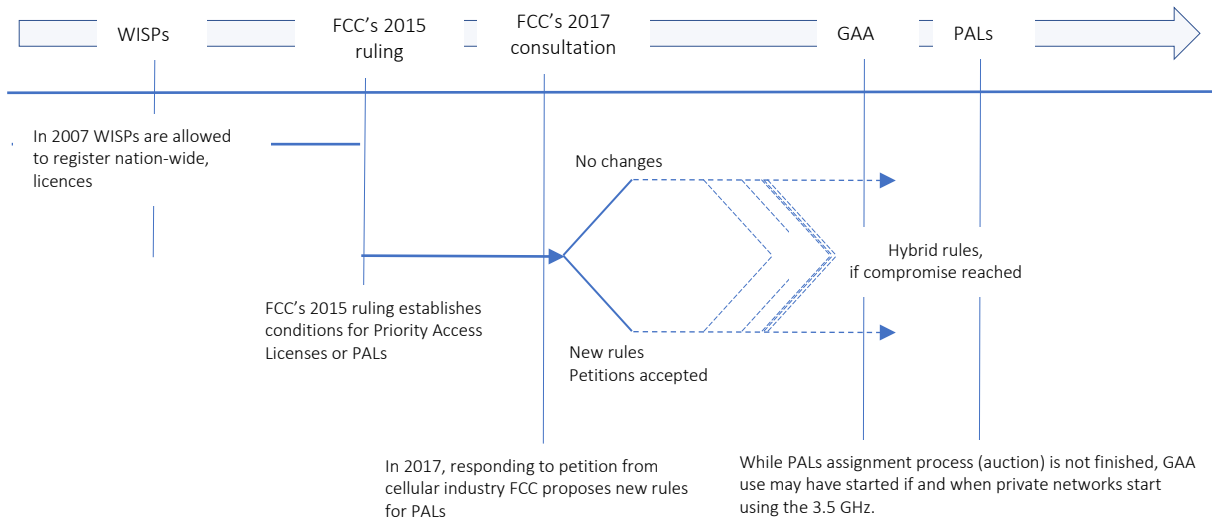 WISPs
FCC's 2015
ruling
FCC's 2017
consultation
GAA
PALs
In 2007 WISPs are allowed
to register nation-wide,
licences
No changes
Hybrid rules,
if compromise reached
FCC's 2015 ruling establishes
conditions for Priority Access
Licenses or PALs
New rules
Petitions accepted
In 2017, responding to petition from
cellular industry FCC proposes new rules
for PALs
While PALs assignment process (auction) is not finished, GAA
use may have started if and when private networks start
using the 3.5 GHz.